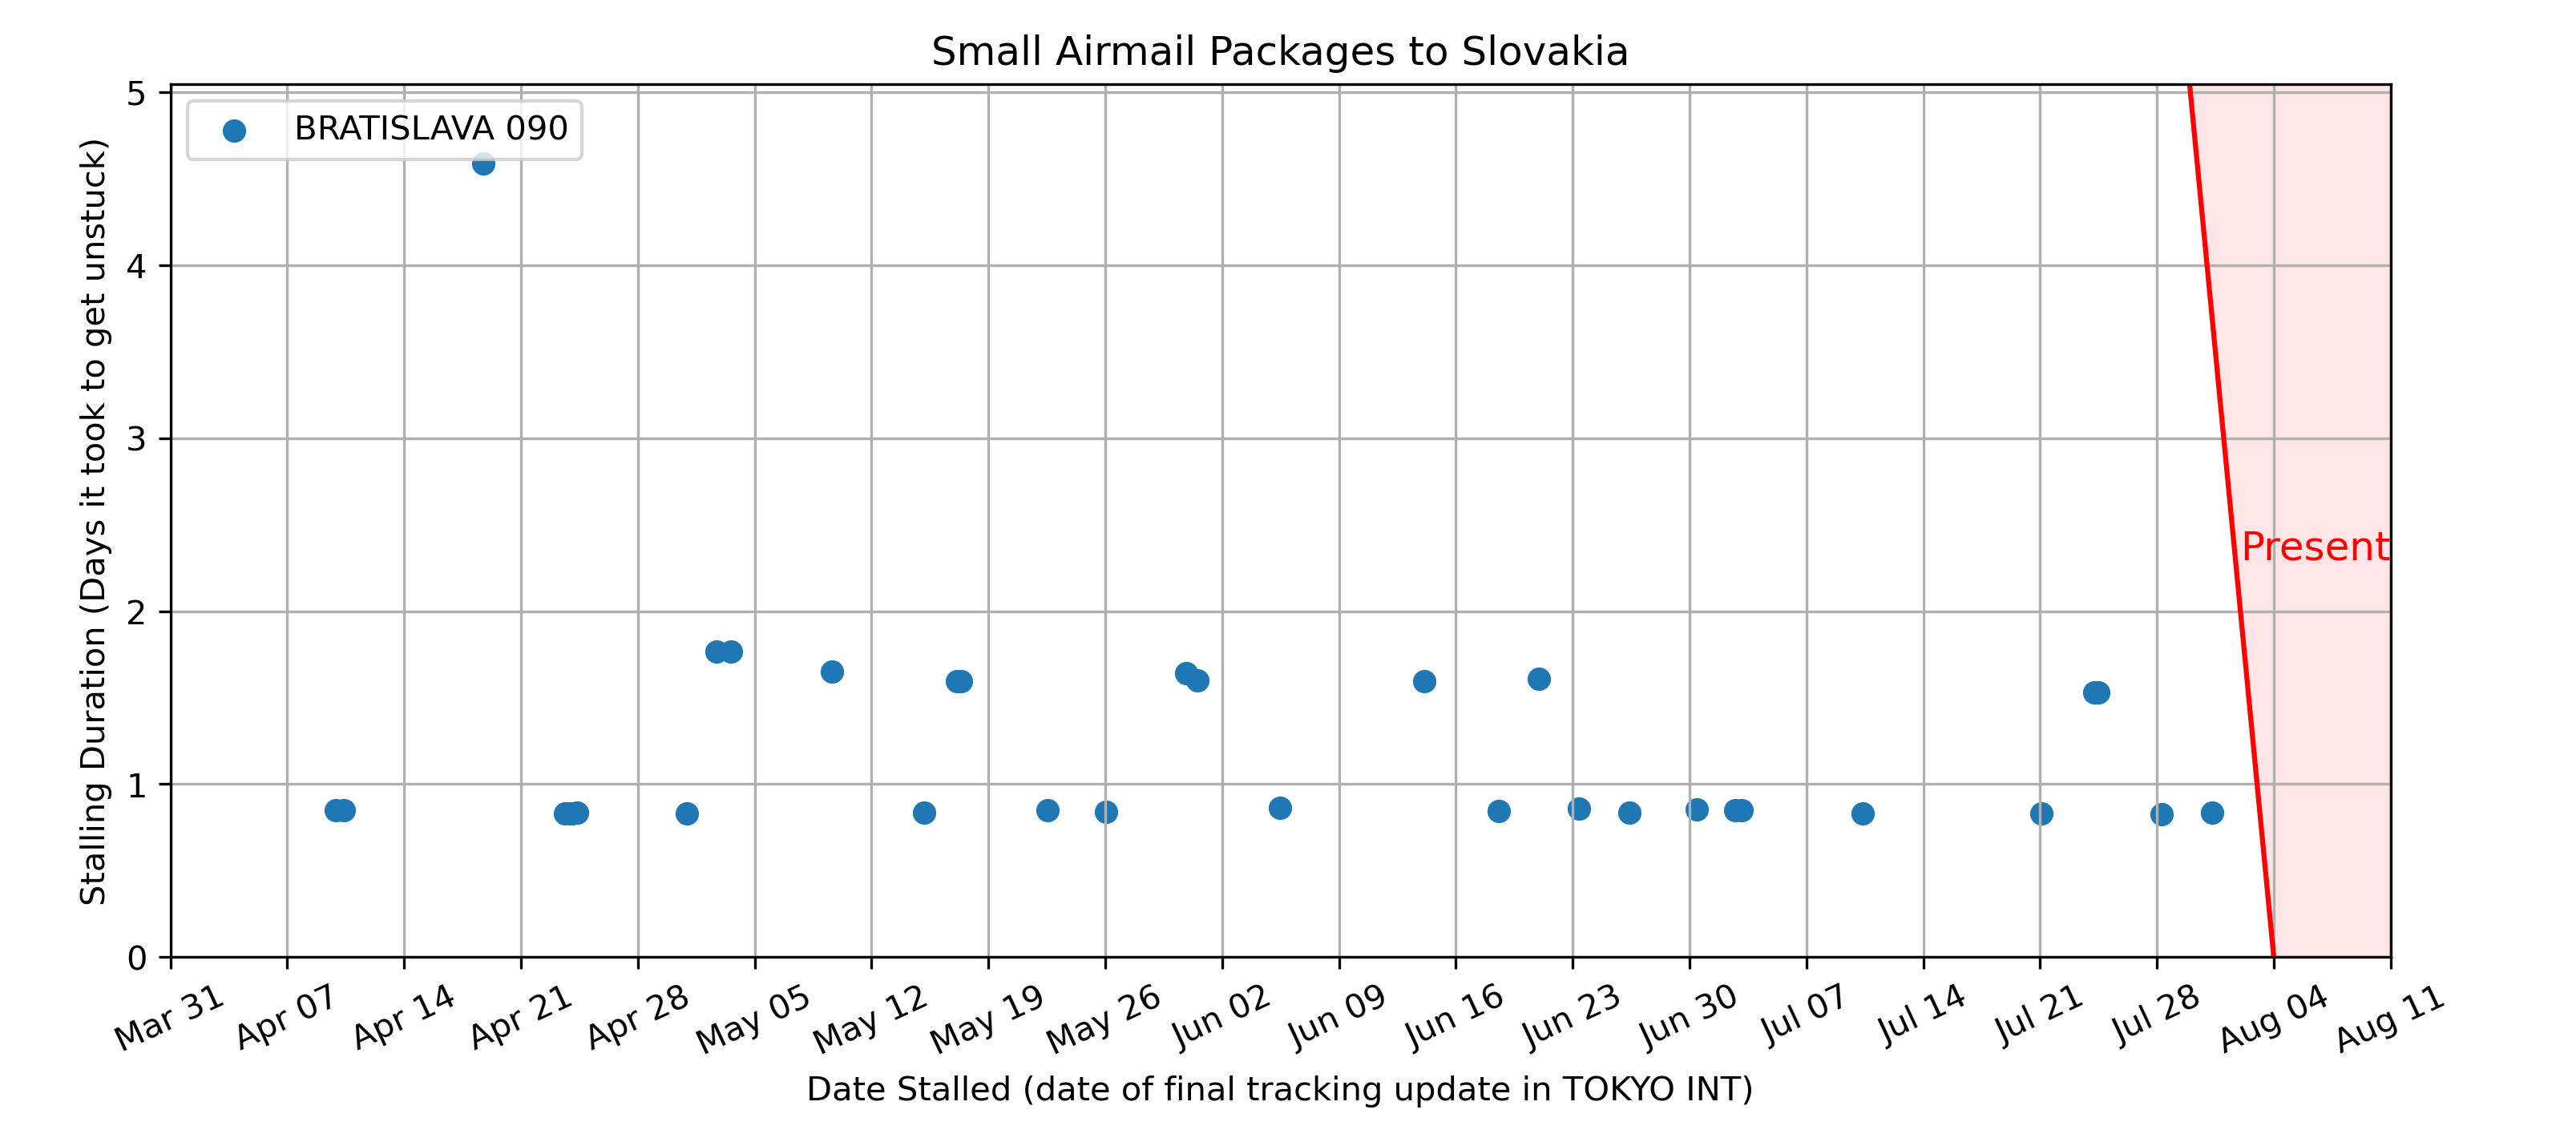 Small Airmail Packages to Slovakia
BRATISLAVA 090
Stalling Duration (Days it took to get unstuck)
5
4
3
2
1
0
Present
Mar 31
Apr 07
Apr 14
Apr 21
Apr 28
May 05
May 12
May 19
May 26
Jun 02
Jun 09
Jun 16
Jun 23
Jun 30
Jul 07
Jul 14
Jul 21
Jul 28
Aug 04
Aug 11
Date Stalled (date of final tracking update in TOKYO INT)